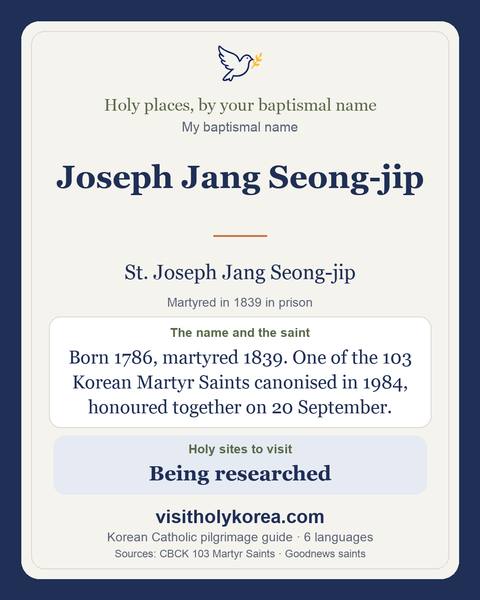 Holy places, by your baptismal name
My baptismal name
Joseph Jang Seong-jip
St. Joseph Jang Seong-jip
Martyred in 1839 in prison
The name and the saint
Born 1786, martyred 1839. One of the 103
Korean Martyr Saints canonised in 1984,
honoured together on 20 September.
Holy sites to visit
Being researched
visitholykorea.com
Korean Catholic pilgrimage guide · 6 languages
Sources: CBCK 103 Martyr Saints · Goodnews saints